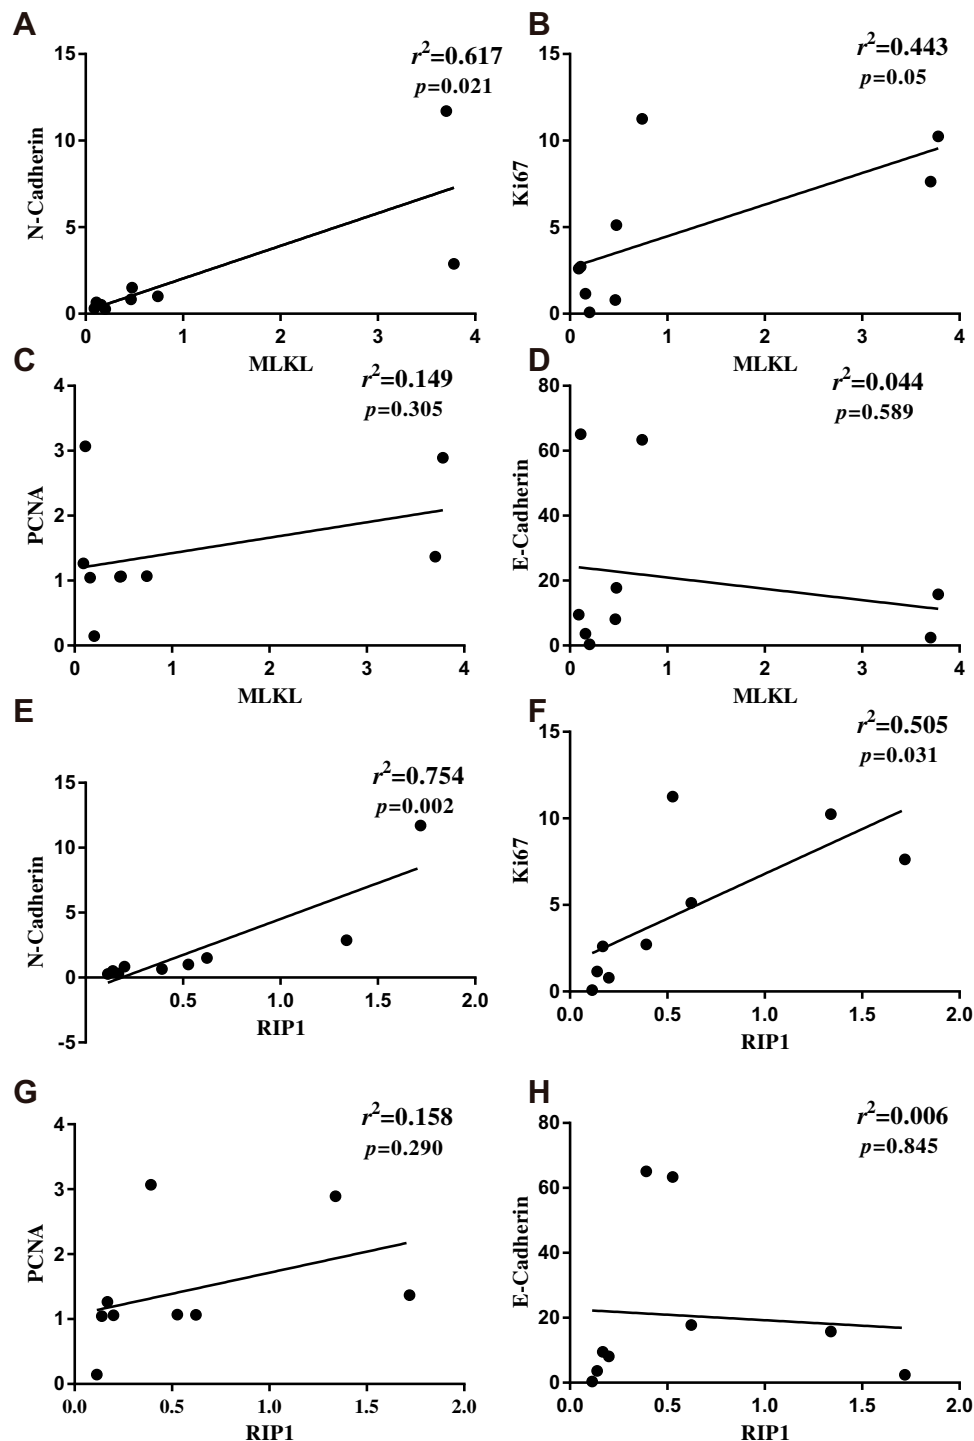 A
r²=0.617
p=0.021
15
10
5
0
N-Cadherin
0 1 2 3 4
MLKL
B
r²=0.443
p=0.05
15
10
5
0
Ki67
0 1 2 3 4
MLKL
C
r²=0.149
p=0.305
4
3
2
1
0
PCNA
0 1 2 3 4
MLKL
D
r²=0.044
p=0.589
80
60
40
20
0
E-Cadherin
0 1 2 3 4
MLKL
E
r²=0.754
p=0.002
15
10
5
0
-5
N-Cadherin
0.5 1.0 1.5 2.0
RIP1
F
r²=0.505
p=0.031
15
10
5
0
Ki67
0.0 0.5 1.0 1.5 2.0
RIP1
G
r²=0.158
p=0.290
4
3
2
1
0
PCNA
0.0 0.5 1.0 1.5 2.0
RIP1
H
r²=0.006
p=0.845
80
60
40
20
0
E-Cadherin
0.0 0.5 1.0 1.5 2.0
RIP1